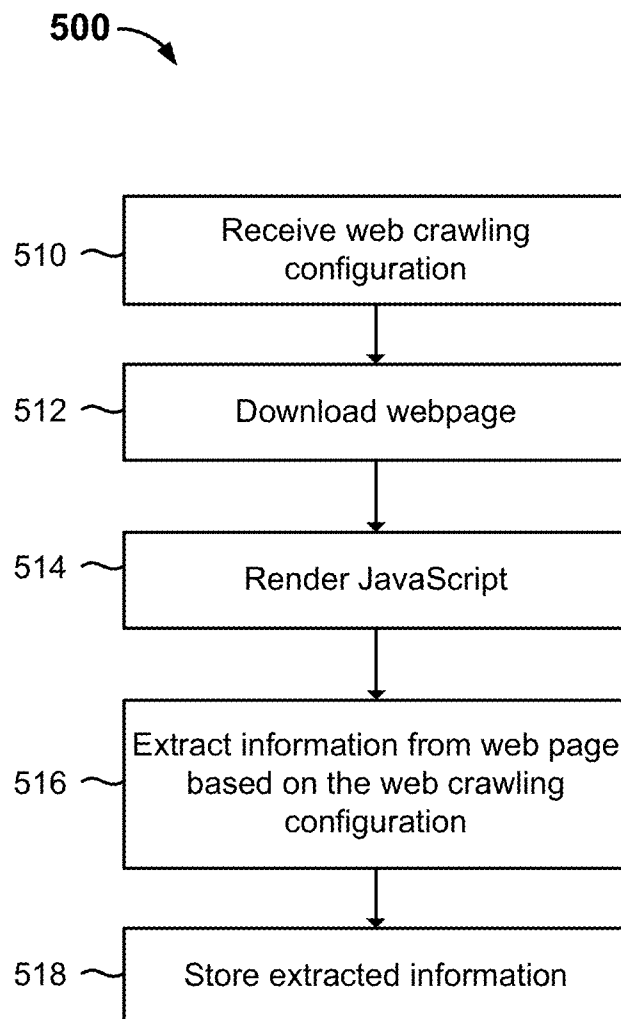 500
510
Receive web crawling
configuration
512
Download webpage
514
Render JavaScript
516
Extract information from web page
based on the web crawling
configuration
518
Store extracted information